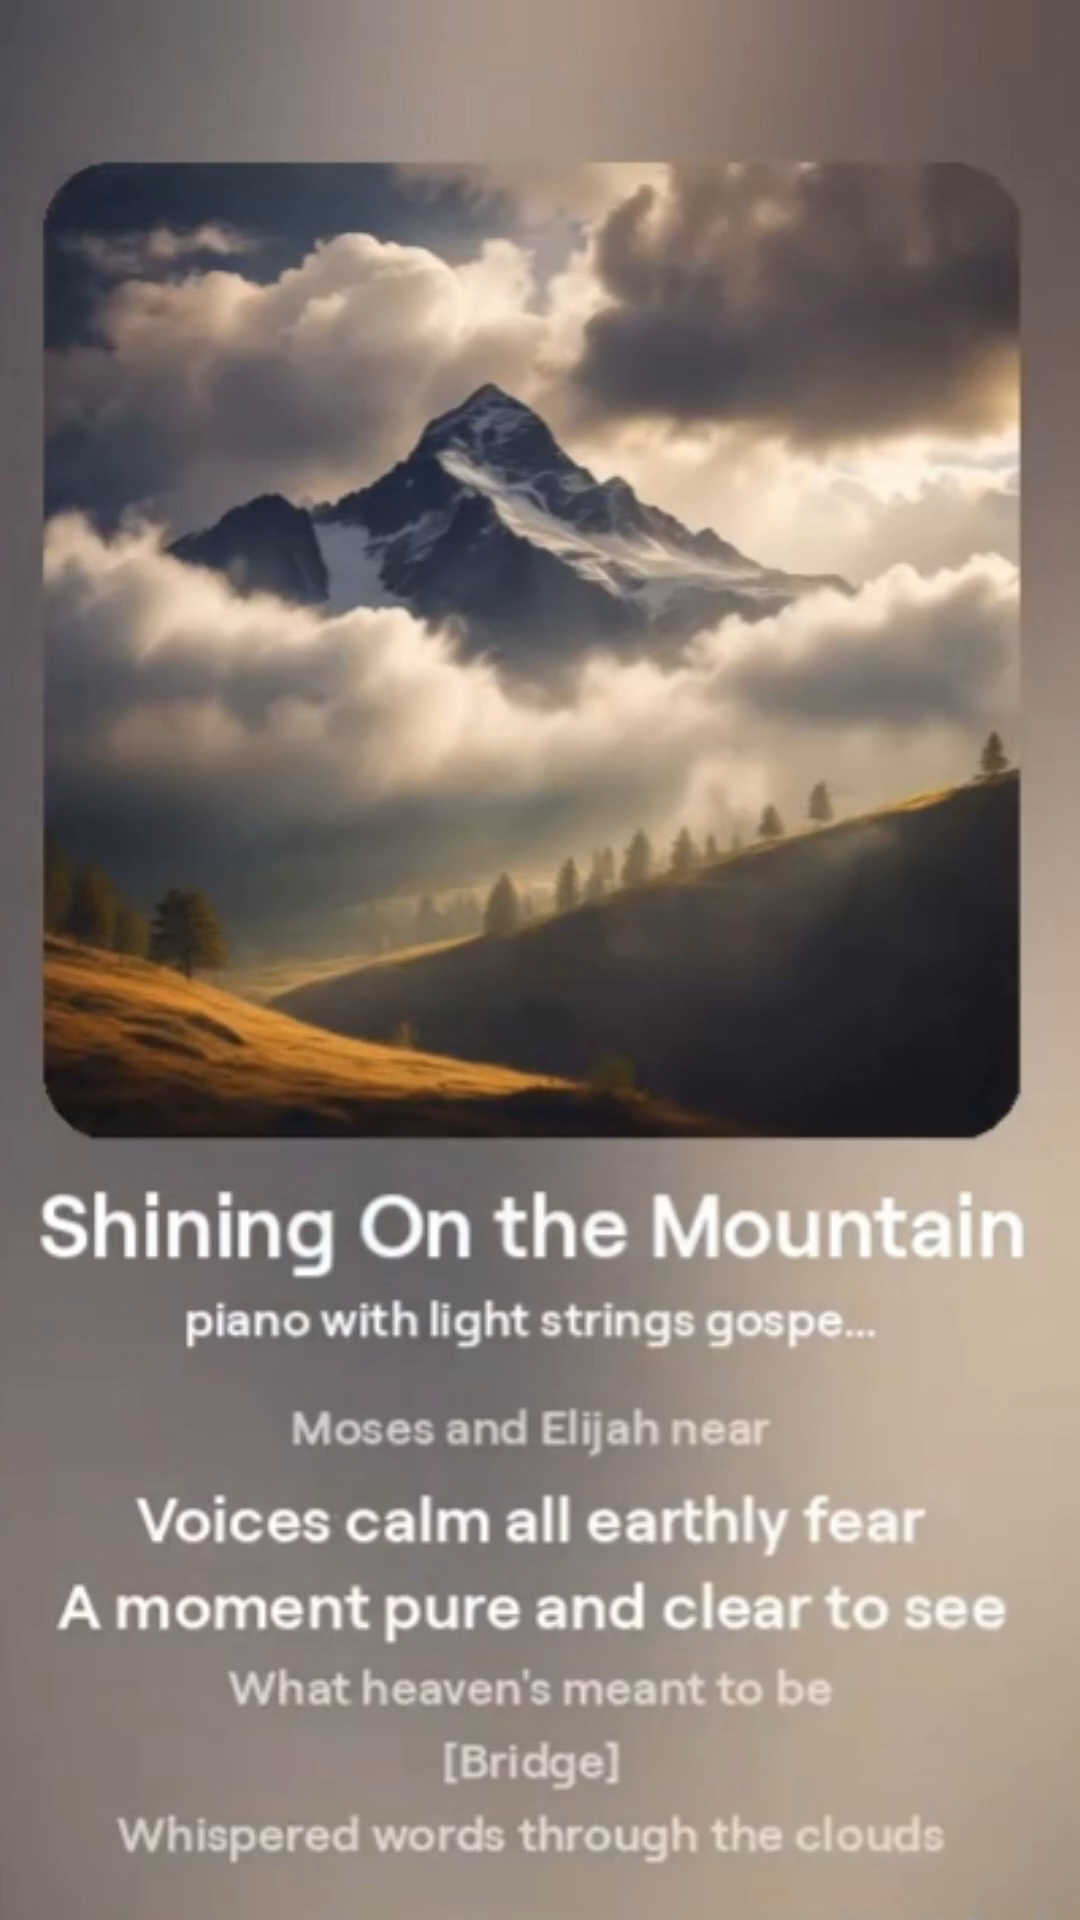 Shining On the Mountain
piano with light strings gospe...
Moses and Elijah near
Voices calm all earthly fear
A moment pure and clear to see
What heaven's meant to be
[Bridge]
Whispered words through the clouds